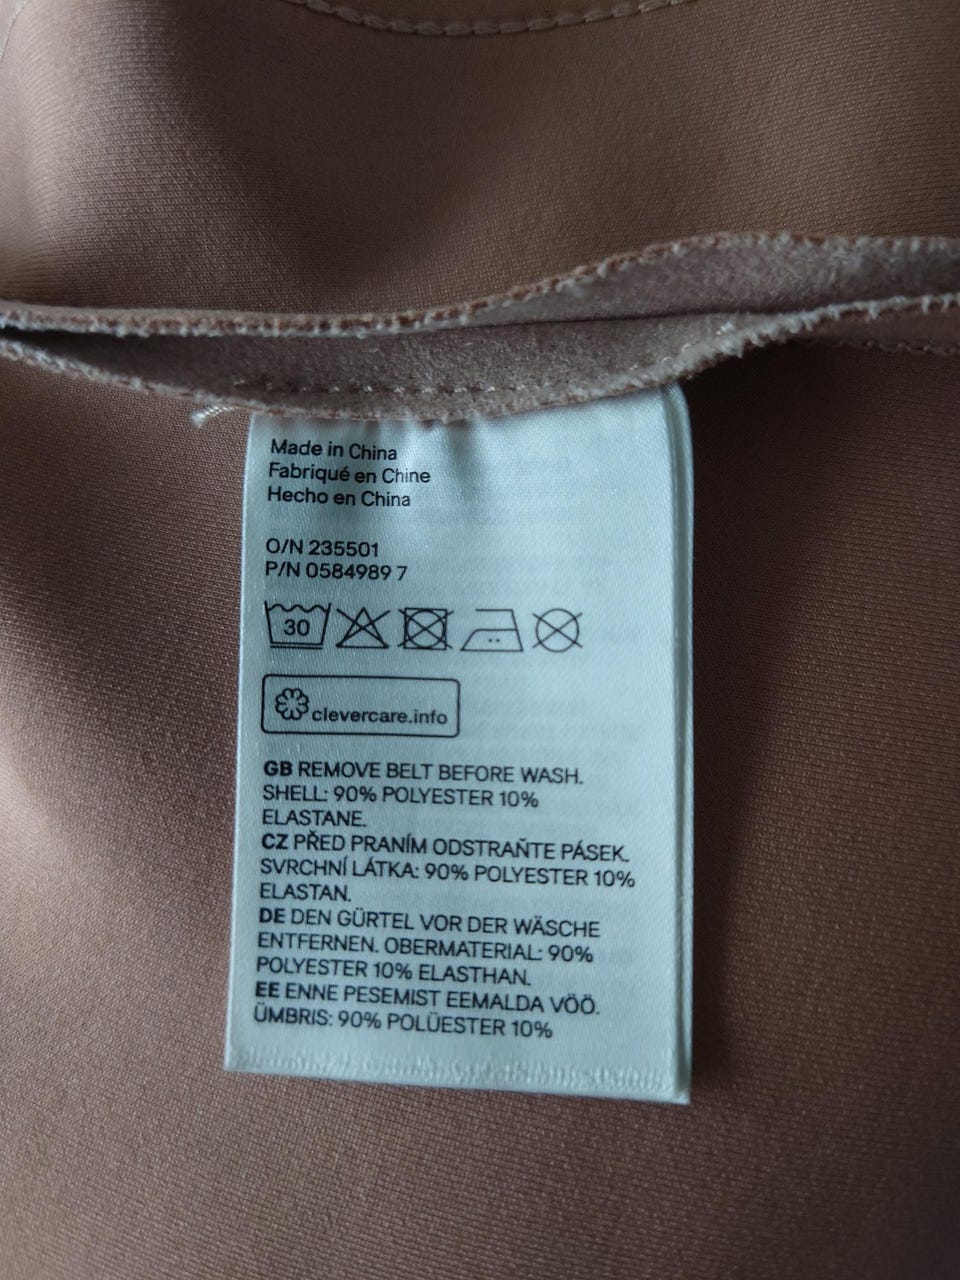 Made in China
Fabriqué en Chine
Hecho en China
O/N 235501
P/N 0584989 7
30
clevercare.info
GB REMOVE BELT BEFORE WASH.
SHELL: 90% POLYESTER 10%
ELASTANE.
CZ PŘED PRANÍM ODSTRAŇTE PÁSEK.
SVRCHNÍ LÁTKA: 90% POLYESTER 10%
ELASTAN.
DE DEN GÜRTEL VOR DER WÄSCHE
ENTFERNEN. OBERMATERIAL: 90%
POLYESTER 10% ELASTHAN.
EE ENNE PESEMIST EEMALDA VÖÖ.
ÜMBRIS: 90% POLÜESTER 10%